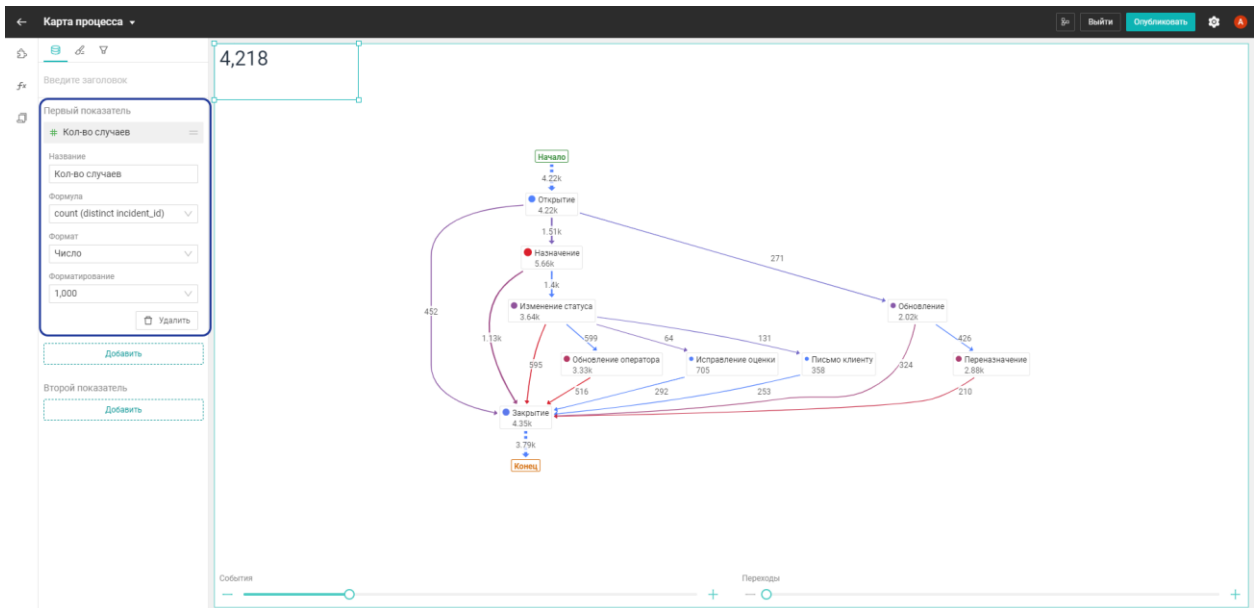 Карта процесса
Выйти
Опубликовать
A
Введите заголовок
fx
Первый показатель
# Кол-во случаев
Название
Кол-во случаев
Формула
count (distinct incident_id)
Формат
Число
Форматирование
1,000
Удалить
Добавить
Второй показатель
Добавить
4,218
Начало
4.22k
Открытие
4.22k
1.51k
Назначение
5.66k
271
1.4k
Изменение статуса
3.64k
Обновление
2.02k
452
1.13k
599
64
131
426
595
Обновление оператора
3.33k
Исправление оценки
705
Письмо клиенту
358
324
Переназначение
2.88k
516
292
253
210
Закрытие
4.35k
3.79k
Конец
События
Переходы